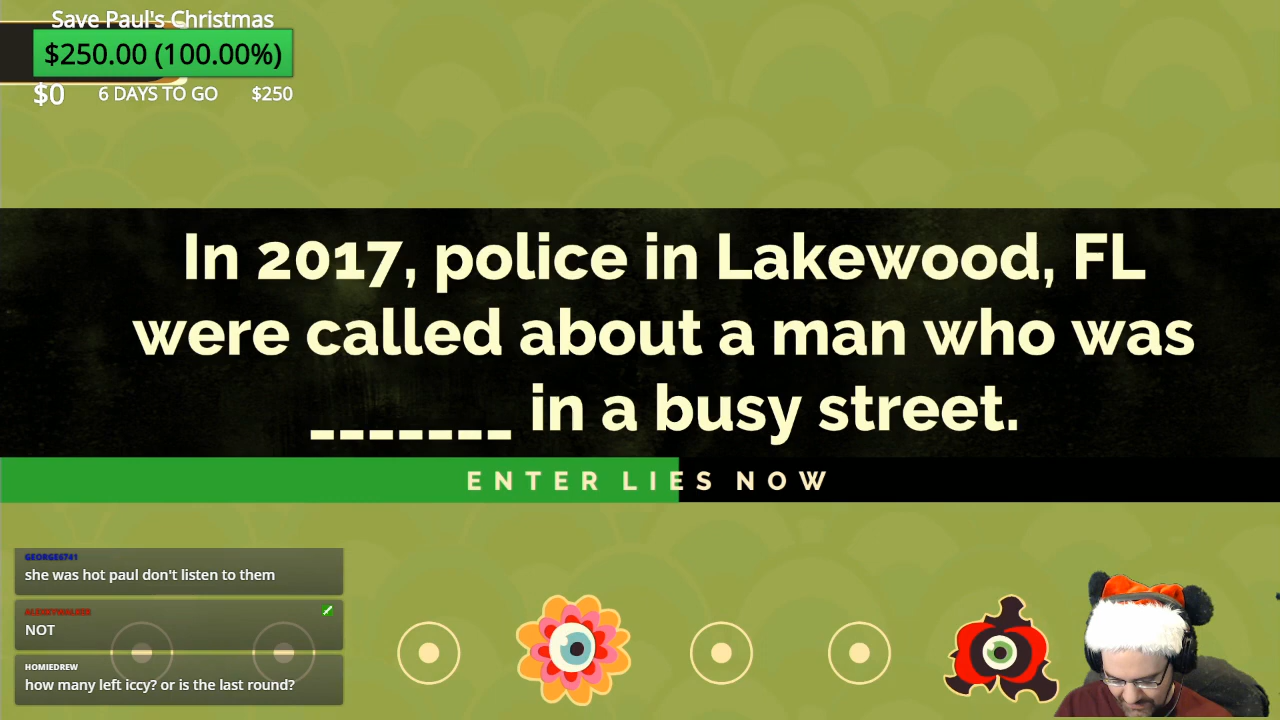 Save Paul's Christmas
$250.00 (100.00%)
$0 6 DAYS TO GO $250
In 2017, police in Lakewood, FL
were called about a man who was
_______ in a busy street.
ENTER LIES NOW
GEORGE6741
she was hot paul don't listen to them
NOT
HOMIEDREW
how many left iccy? or is the last round?